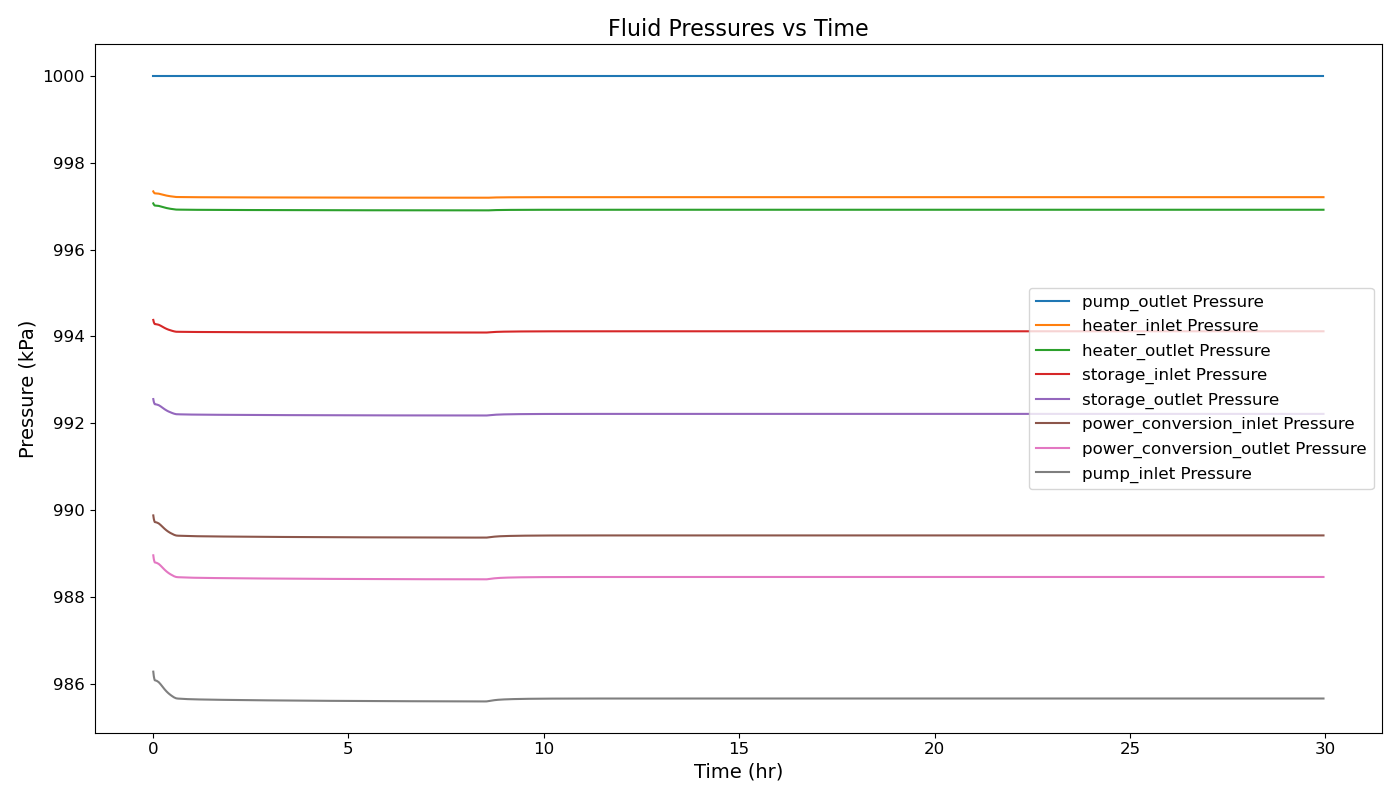 Fluid Pressures vs Time
Pressure (kPa)
1000
998
996
994
992
990
988
986
pump_outlet Pressure
heater_inlet Pressure
heater_outlet Pressure
storage_inlet Pressure
storage_outlet Pressure
power_conversion_inlet Pressure
power_conversion_outlet Pressure
pump_inlet Pressure
0 5 10 15 20 25 30
Time (hr)